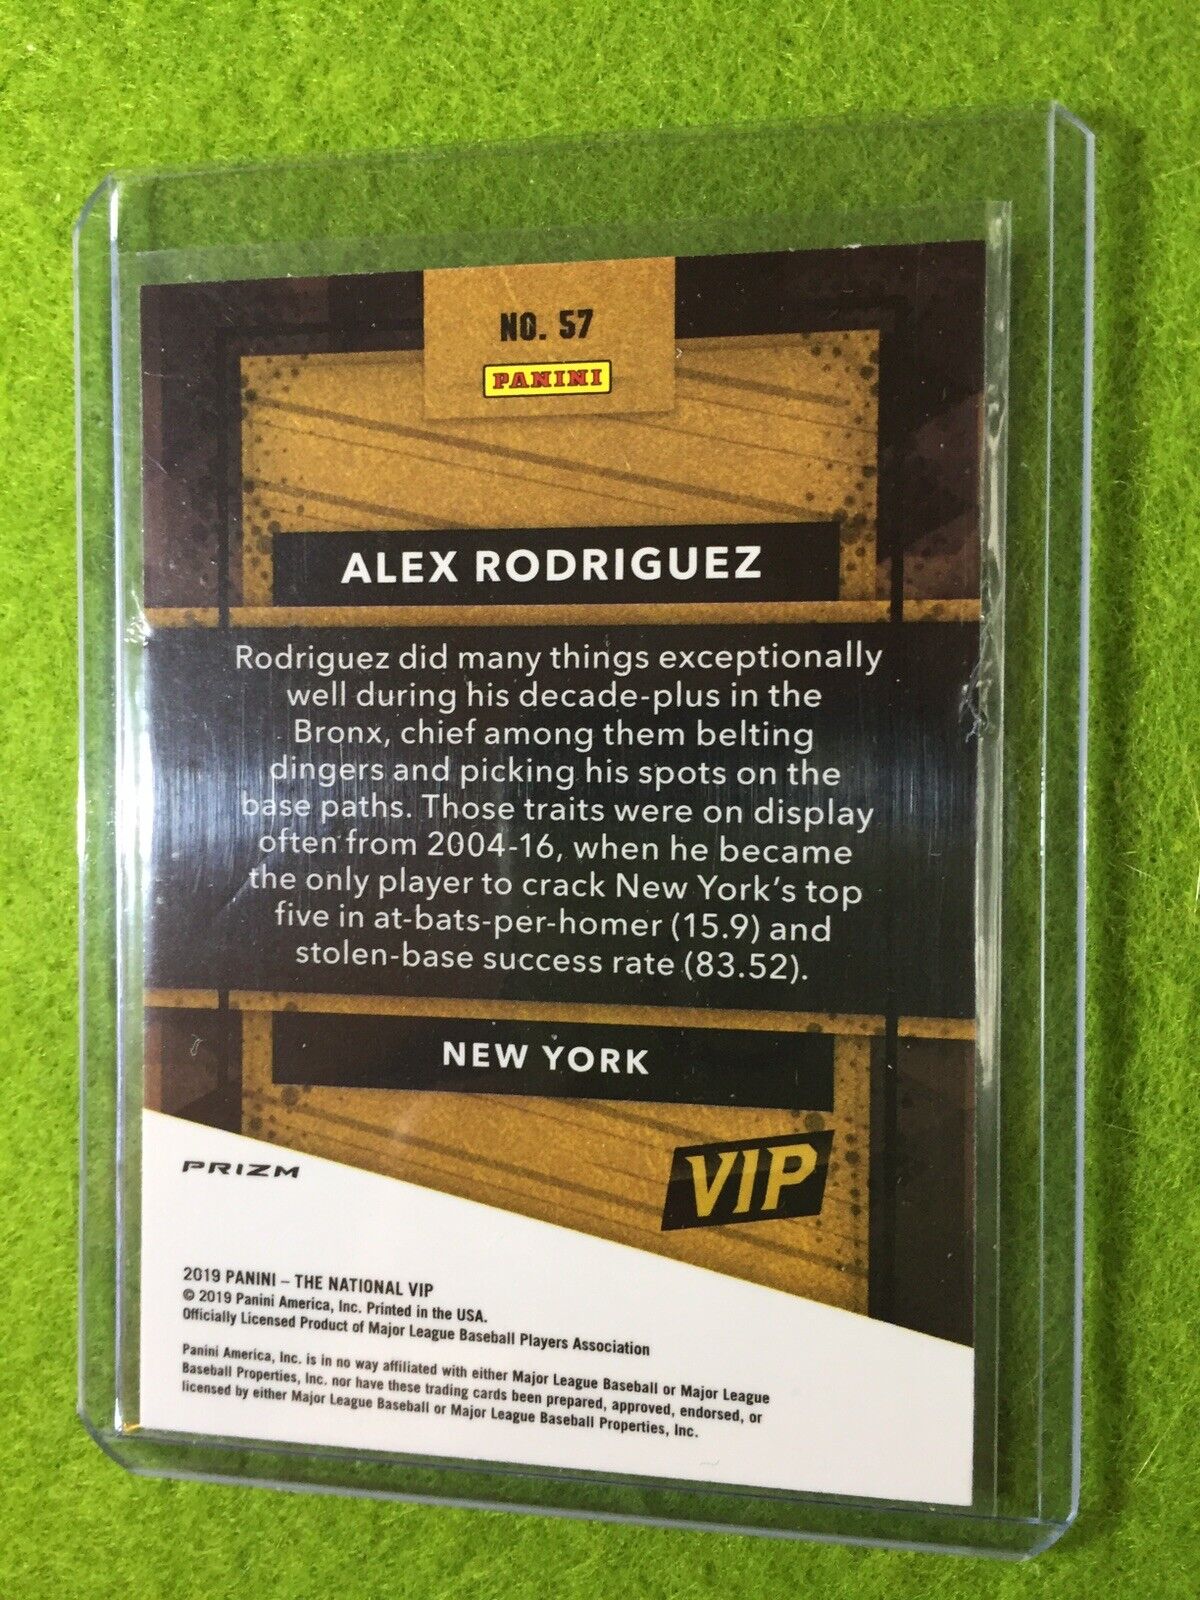 NO. 57
PANINI
ALEX RODRIGUEZ
Rodriguez did many things exceptionally
well during his decade-plus in the
Bronx, chief among them belting
dingers and picking his spots on the
base paths. Those traits were on display
often from 2004-16, when he became
the only player to crack New York's top
five in at-bats-per-homer (15.9) and
stolen-base success rate (83.52).
NEW YORK
VIP
PRIZM
2019 PANINI – THE NATIONAL VIP
© 2019 Panini America, Inc. Printed in the USA.
Officially Licensed Product of Major League Baseball Players Association
Panini America, Inc. is in no way affiliated with either Major League Baseball or Major League
Baseball Properties, Inc. nor have these trading cards been prepared, approved, endorsed, or
licensed by either Major League Baseball or Major League Baseball Properties, Inc.